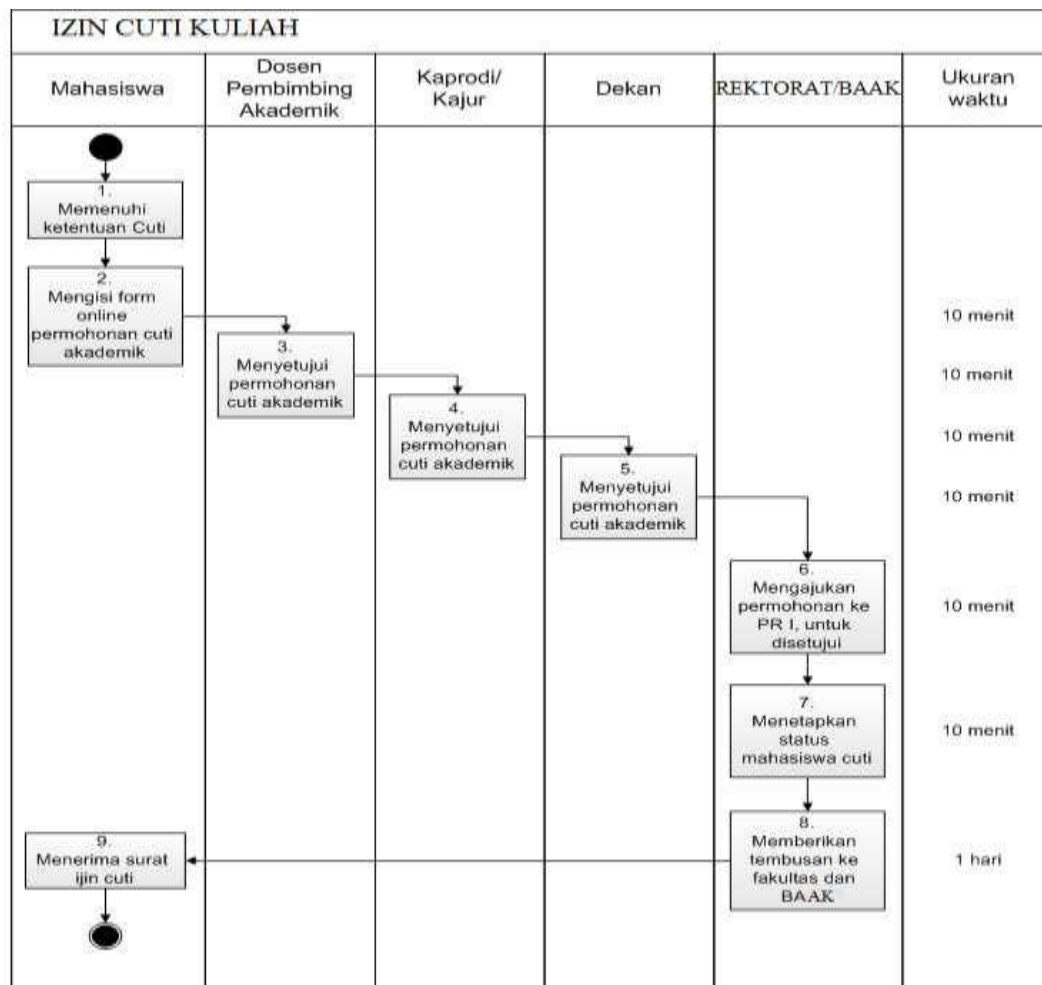 IZIN CUTI KULIAH
Mahasiswa
Dosen
Pembimbing
Akademik
Kaprodi/
Kajur
Dekan
REKTORAT/BAAK
Ukuran
waktu
1.
Memenuhi
ketentuan Cuti
2.
Mengisi form
online
permohonan cuti
akademik
10 menit
3.
Menyetujui
permohonan
cuti akademik
10 menit
4.
Menyetujui
permohonan
cuti akademik
10 menit
5.
Menyetujui
permohonan
cuti akademik
10 menit
6.
Mengajukan
permohonan ke
PR I, untuk
disetujui
10 menit
7.
Menetapkan
status
mahasiswa cuti
10 menit
8.
Memberikan
tembusan ke
fakultas dan
BAAK
1 hari
9.
Menerima surat
ijin cuti